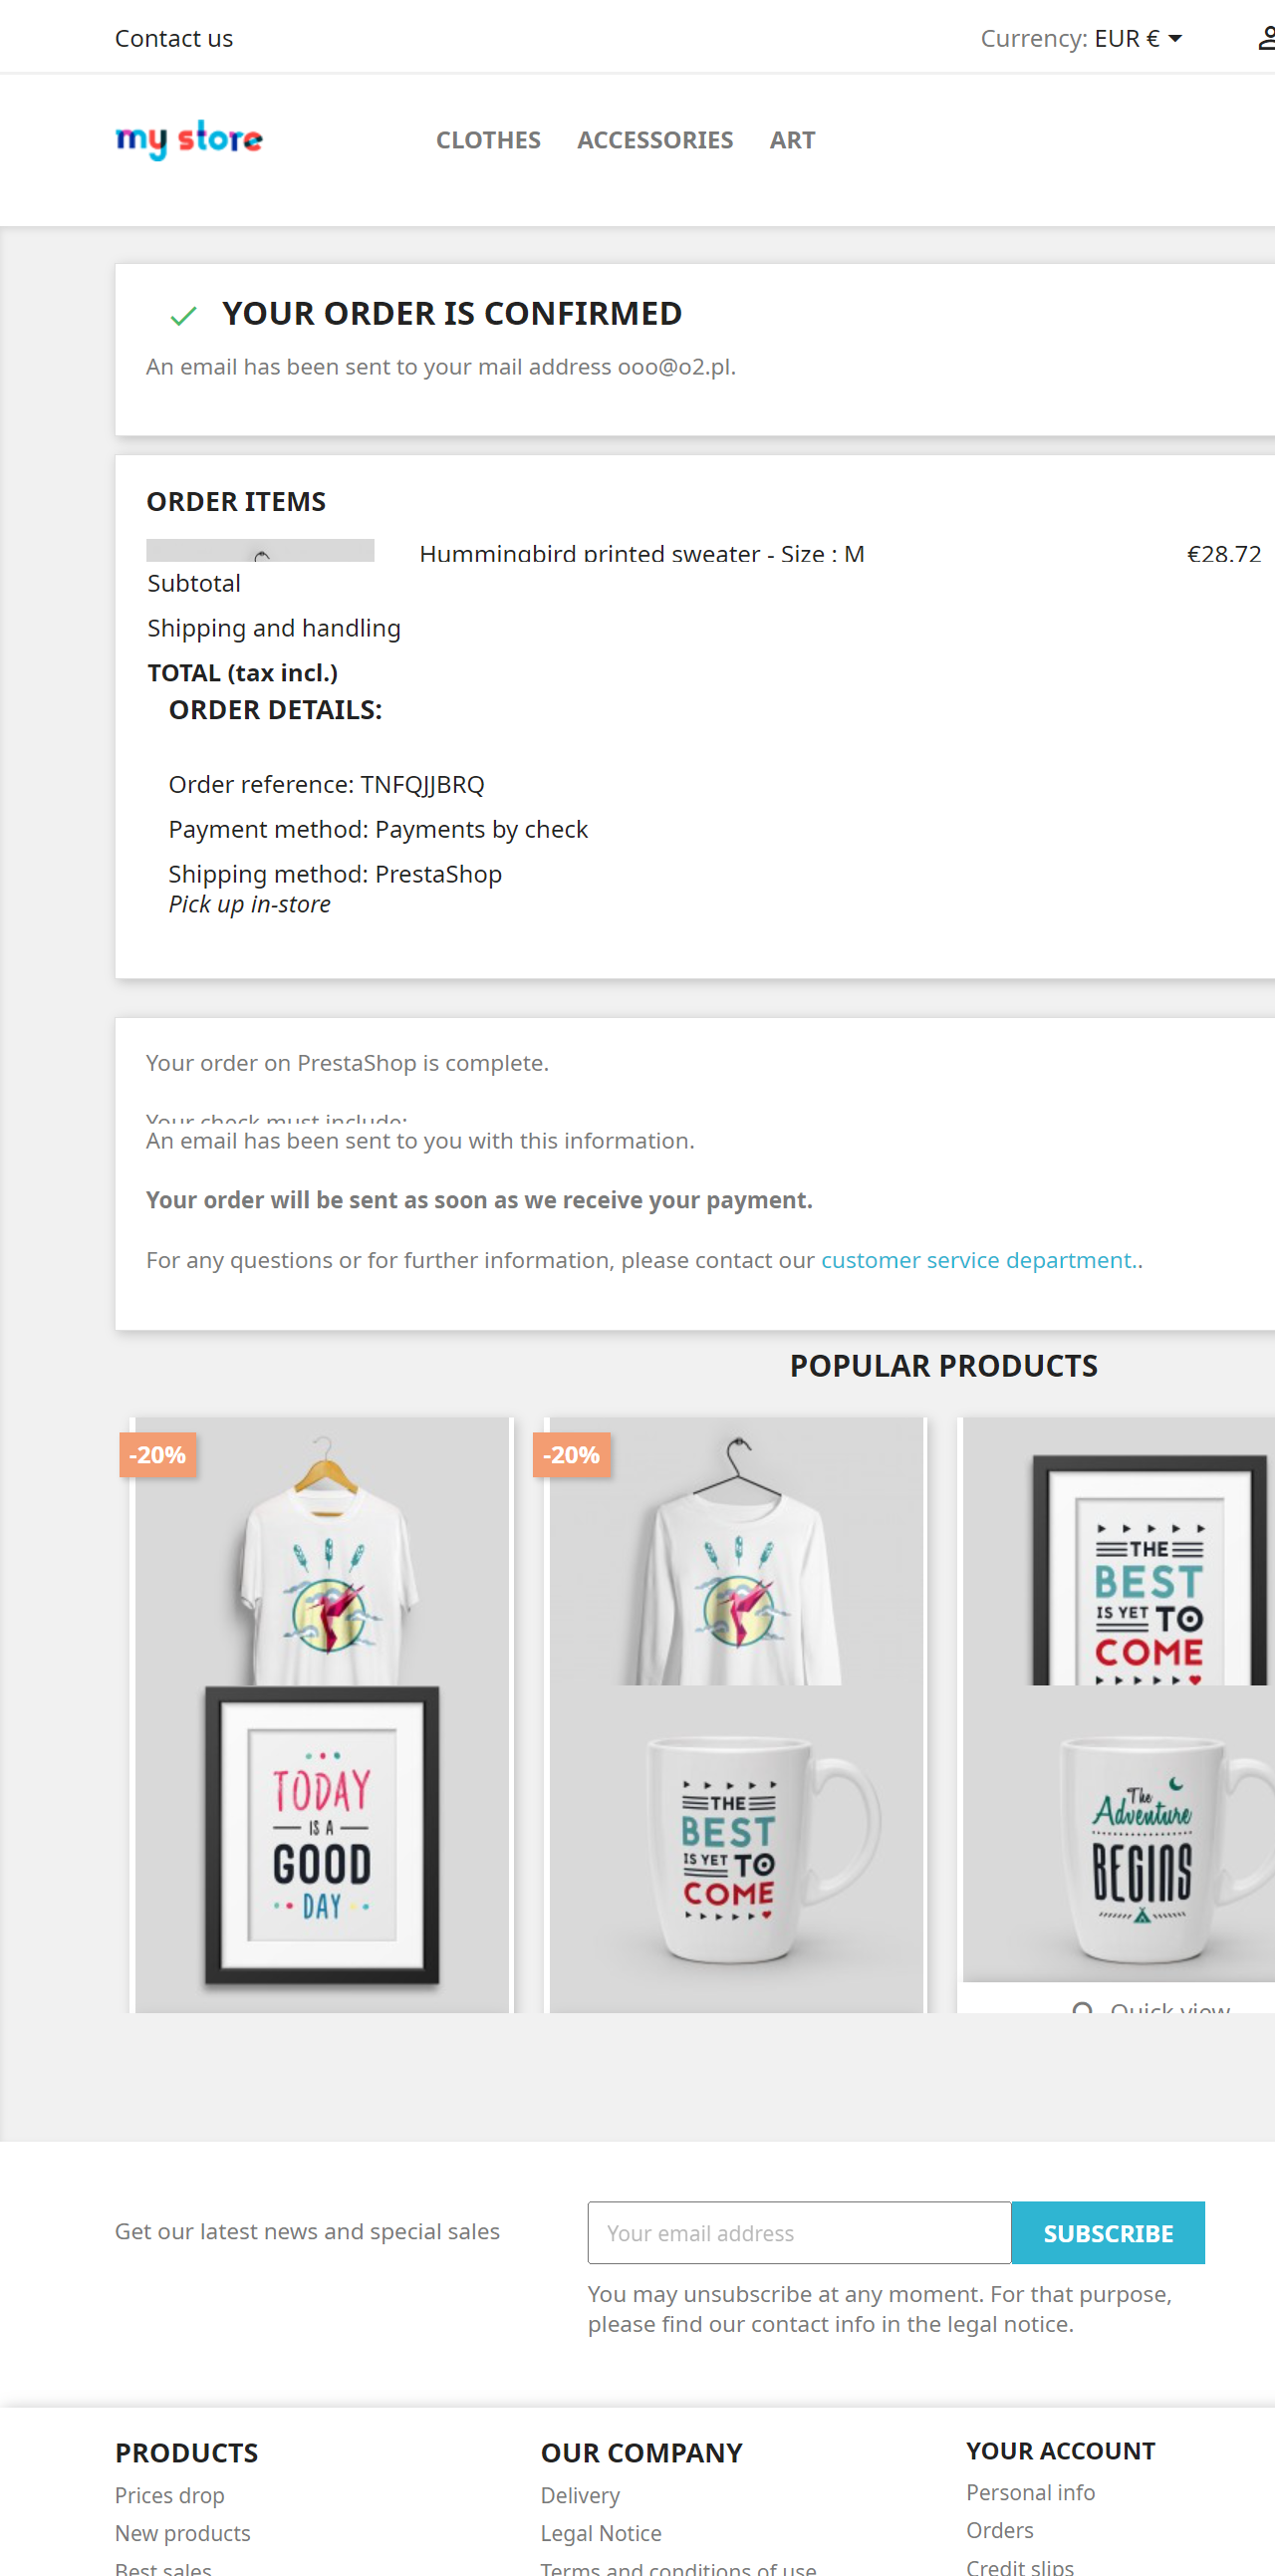 Contact us
Currency: EUR €
my store
CLOTHES ACCESSORIES ART
YOUR ORDER IS CONFIRMED
An email has been sent to your mail address ooo@o2.pl.
ORDER ITEMS
Hummingbird printed sweater - Size : M €28.72
Subtotal
Shipping and handling
TOTAL (tax incl.)
ORDER DETAILS:
Order reference: TNFQJJBRQ
Payment method: Payments by check
Shipping method: PrestaShop
Pick up in-store
Your order on PrestaShop is complete.
Your check must include:
An email has been sent to you with this information.
Your order will be sent as soon as we receive your payment.
For any questions or for further information, please contact our customer service department..
POPULAR PRODUCTS
-20%
-20%
THE
BEST
IS YET TO
COME
TODAY
IS A
GOOD
DAY
THE
BEST
IS YET TO
COME
The
Adventure
BEGINS
Quick view
Get our latest news and special sales
Your email address
SUBSCRIBE
You may unsubscribe at any moment. For that purpose,
please find our contact info in the legal notice.
PRODUCTS
Prices drop
New products
Best sales
OUR COMPANY
Delivery
Legal Notice
Terms and conditions of use
YOUR ACCOUNT
Personal info
Orders
Credit slips